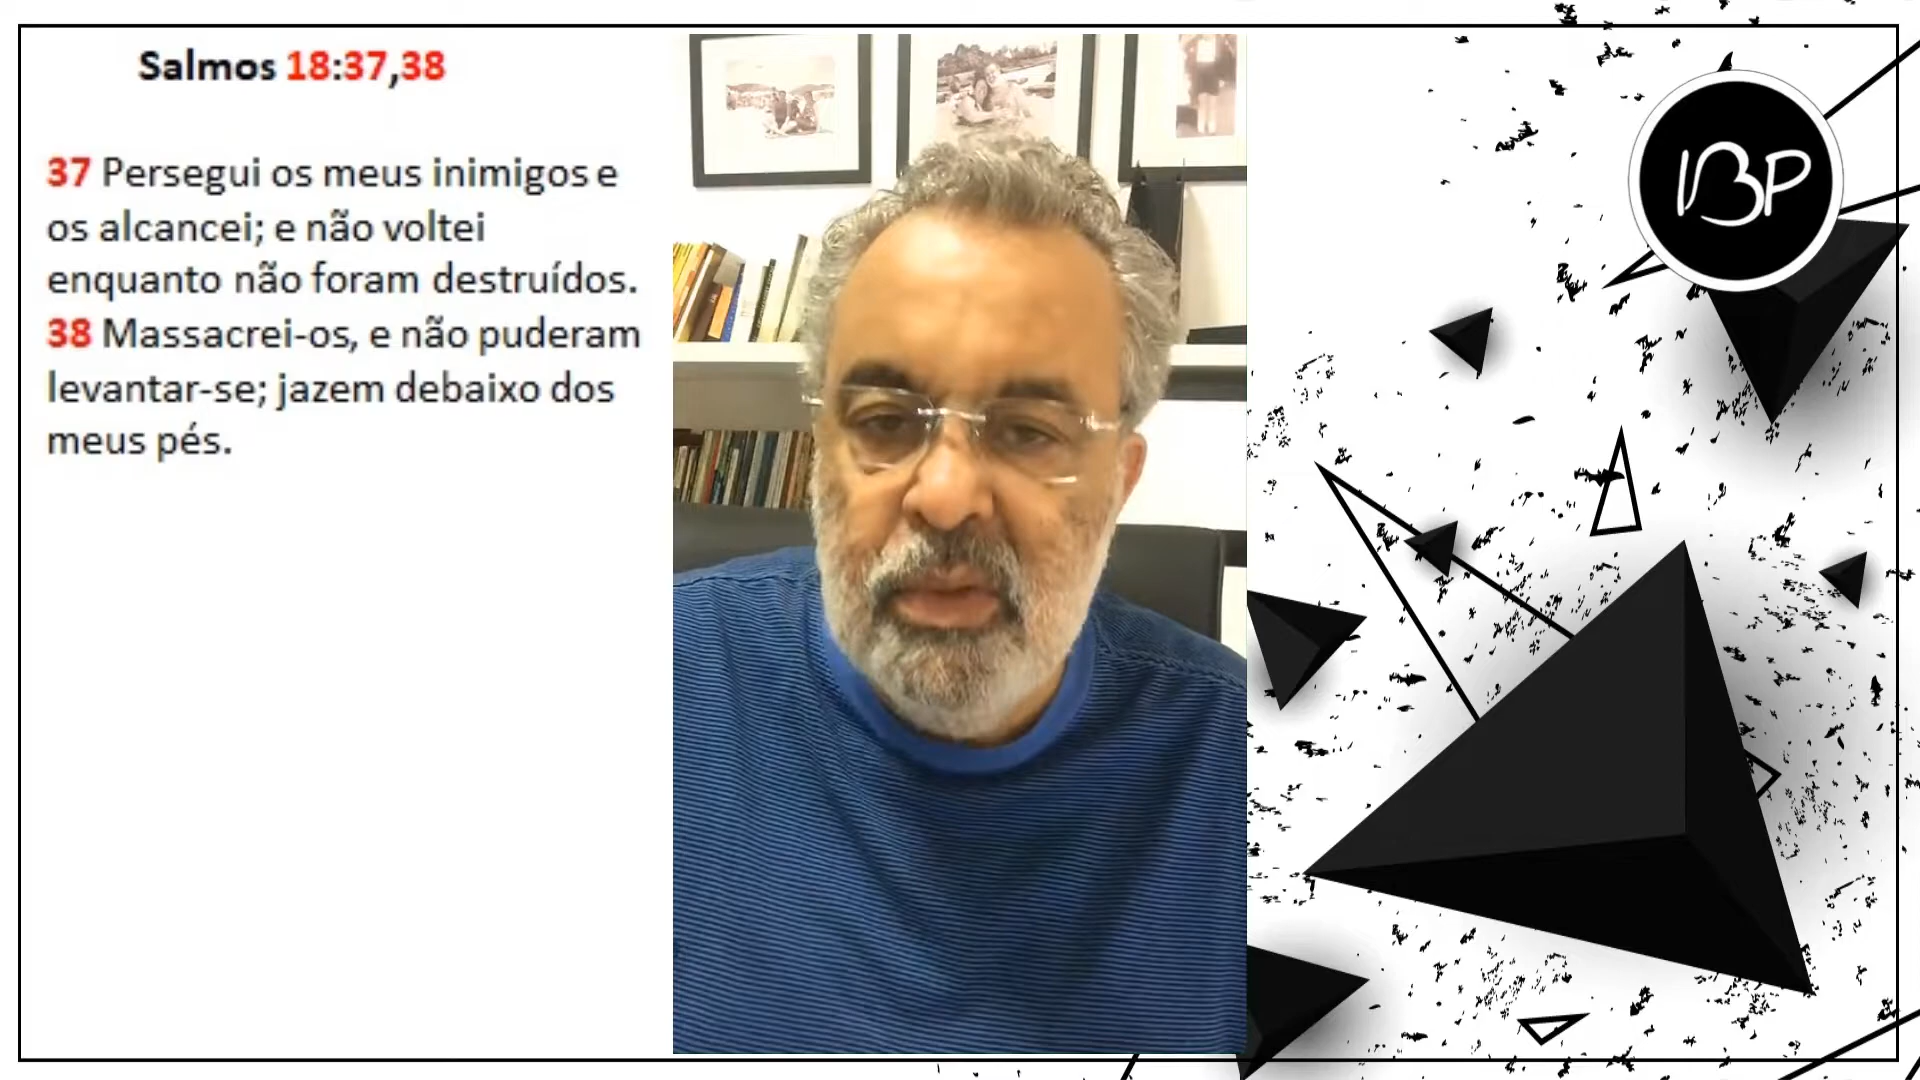 Salmos 18:37,38
37 Persegui os meus inimigos e
os alcancei; e não voltei
enquanto não foram destruídos.
38 Massacrei-os, e não puderam
levantar-se; jazem debaixo dos
meus pés.
IBP